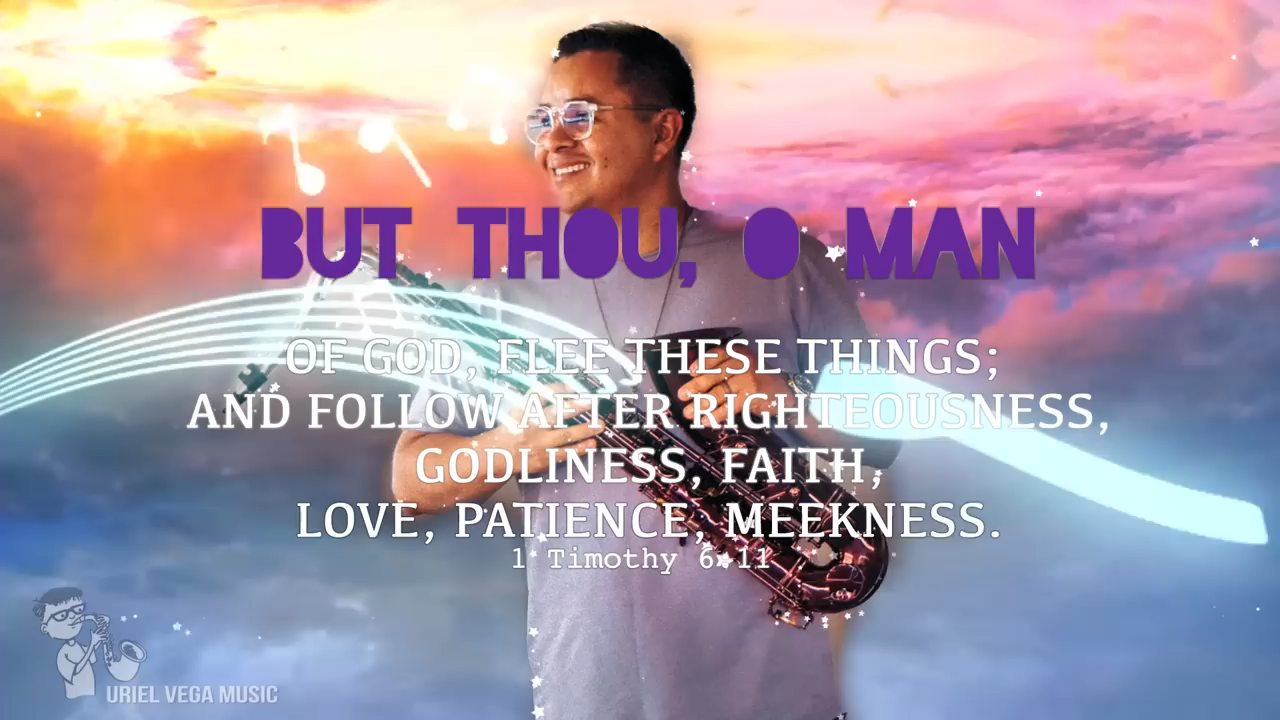 BUT THOU, O MAN
OF GOD, FLEE THESE THINGS;
AND FOLLOW AFTER RIGHTEOUSNESS,
GODLINESS, FAITH,
LOVE, PATIENCE, MEEKNESS.
1 Timothy 6:11
URIEL VEGA MUSIC